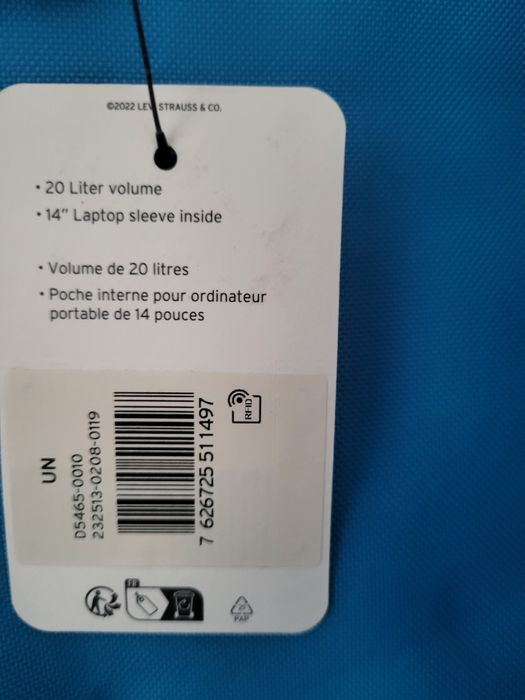 ©2022 LEVI STRAUSS & CO.
• 20 Liter volume
• 14" Laptop sleeve inside
• Volume de 20 litres
• Poche interne pour ordinateur
portable de 14 pouces
UN
D5465-0010
232513-0208-0119
7 626725 511497
RFID
FR
PAP